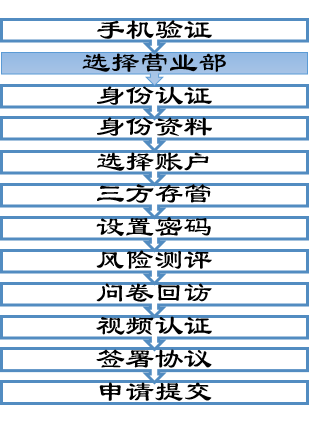 手机验证
选择营业部
身份认证
身份资料
选择账户
三方存管
设置密码
风险测评
问卷回访
视频认证
签署协议
申请提交